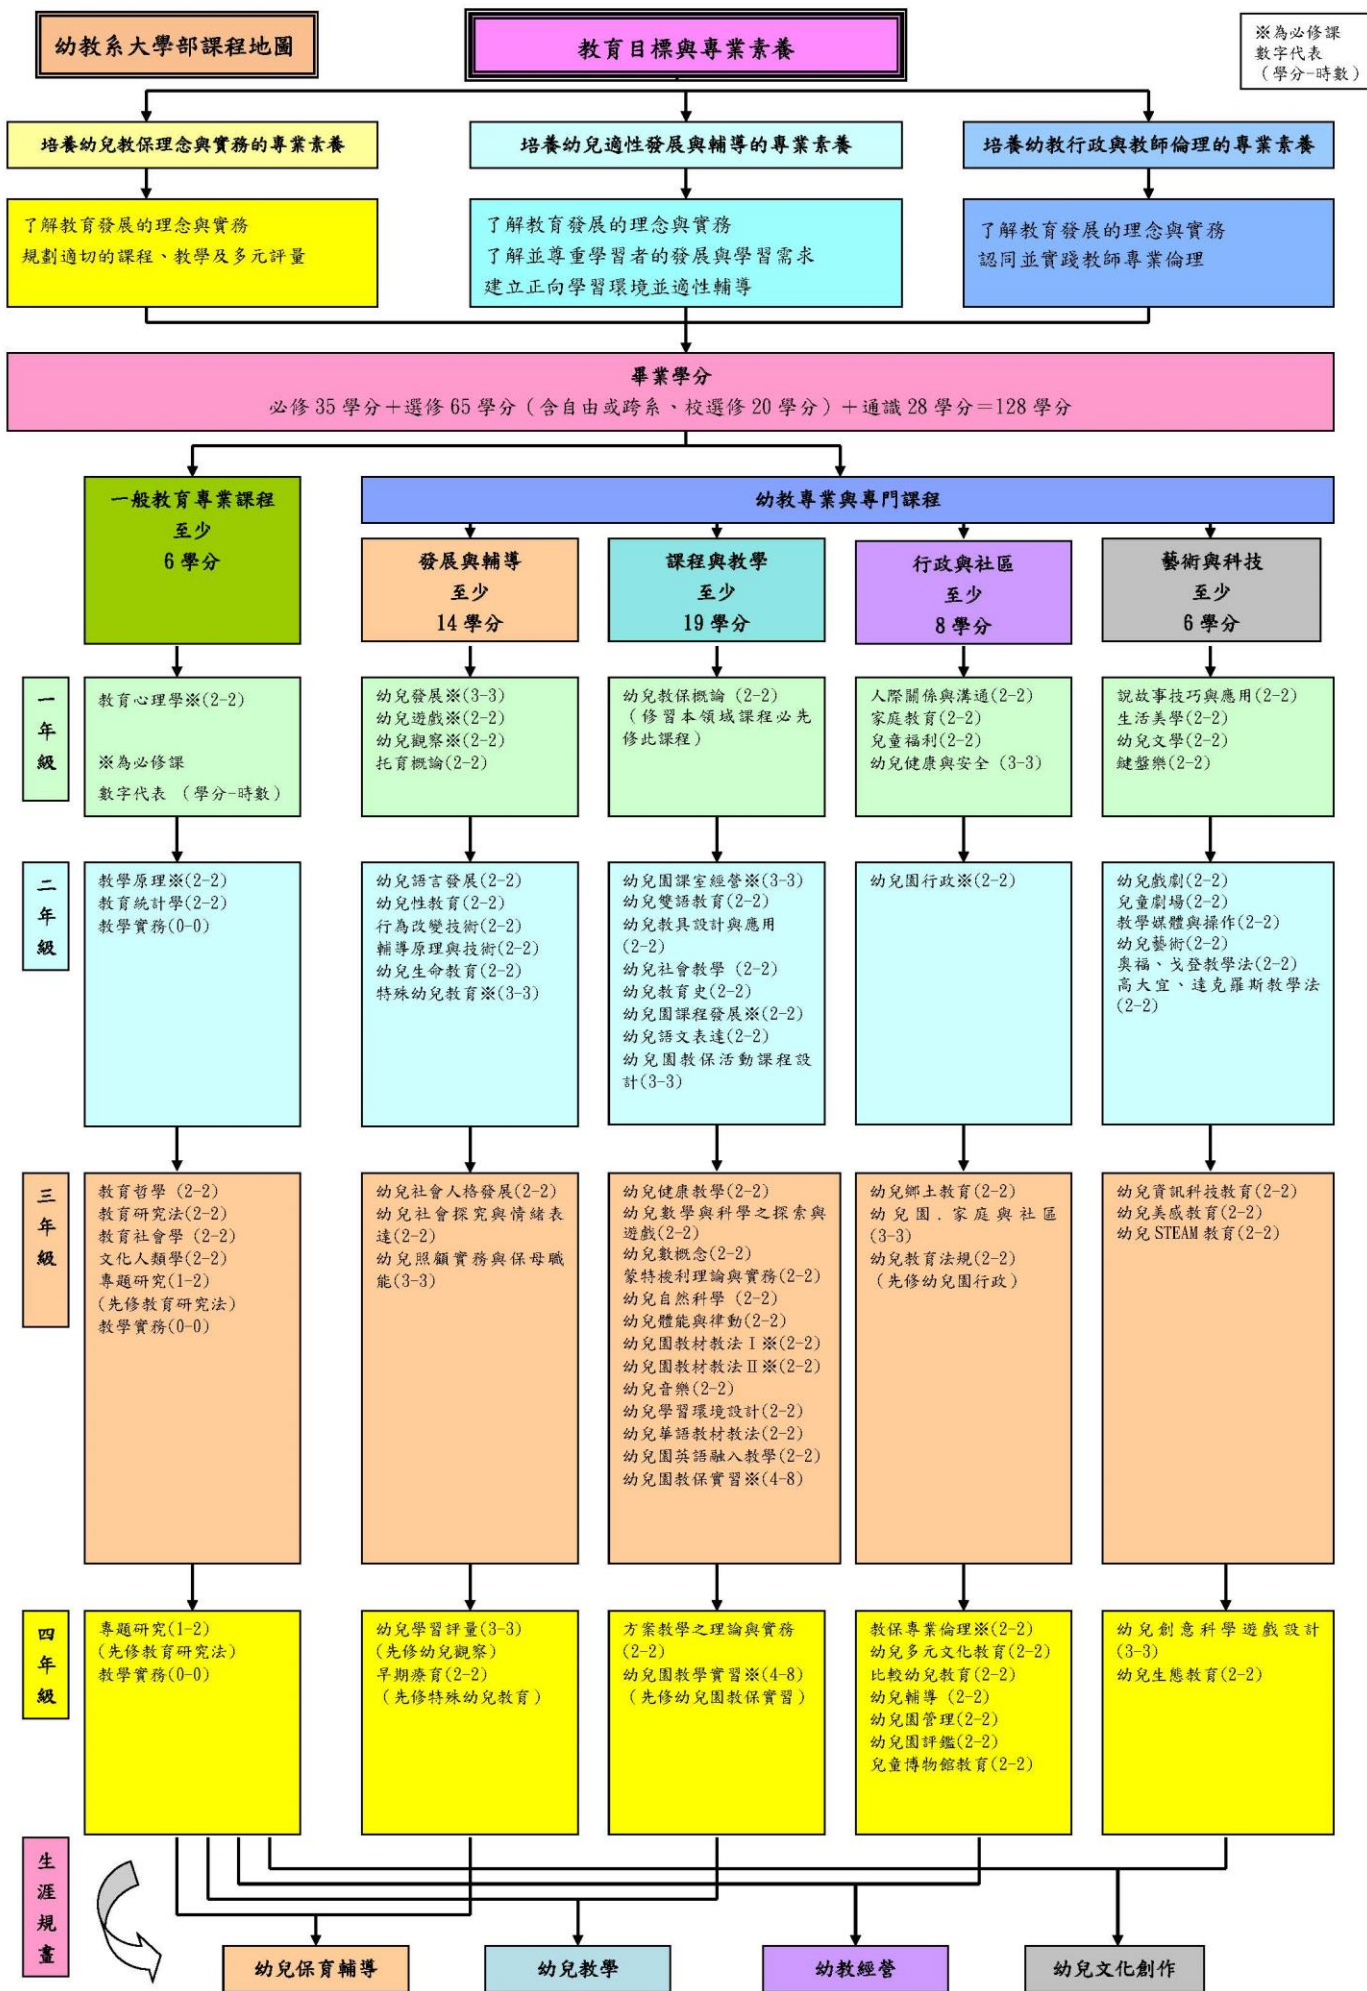 幼教系大學部課程地圖
教育目標與專業素養
※為必修課
數字代表
（學分-時數）
培養幼兒教保理念與實務的專業素養
培養幼兒適性發展與輔導的專業素養
培養幼教行政與教師倫理的專業素養
了解教育發展的理念與實務
規劃適切的課程、教學及多元評量
了解教育發展的理念與實務
了解並尊重學習者的發展與學習需求
建立正向學習環境並適性輔導
了解教育發展的理念與實務
認同並實踐教師專業倫理
畢業學分
必修 35 學分＋選修 65 學分（含自由或跨系、校選修 20 學分）＋通識 28 學分＝128 學分
一般教育專業課程
至少
6 學分
幼教專業與專門課程
發展與輔導
至少
14 學分
課程與教學
至少
19 學分
行政與社區
至少
8 學分
藝術與科技
至少
6 學分
一
年
級
教育心理學※(2-2)
※為必修課
數字代表 （學分-時數）
幼兒發展※(3-3)
幼兒遊戲※(2-2)
幼兒觀察※(2-2)
托育概論(2-2)
幼兒教保概論 (2-2)
（修習本領域課程必先
修此課程）
人際關係與溝通(2-2)
家庭教育(2-2)
兒童福利(2-2)
幼兒健康與安全 (3-3)
說故事技巧與應用(2-2)
生活美學(2-2)
幼兒文學(2-2)
鍵盤樂(2-2)
二
年
級
教學原理※(2-2)
教育統計學(2-2)
教學實務(0-0)
幼兒語言發展(2-2)
幼兒性教育(2-2)
行為改變技術(2-2)
輔導原理與技術(2-2)
幼兒生命教育(2-2)
特殊幼兒教育※(3-3)
幼兒園課室經營※(3-3)
幼兒雙語教育(2-2)
幼兒教具設計與應用
(2-2)
幼兒社會教學 (2-2)
幼兒教育史(2-2)
幼兒園課程發展※(2-2)
幼兒語文表達(2-2)
幼兒園教保活動課程設
計(3-3)
幼兒園行政※(2-2)
幼兒戲劇(2-2)
兒童劇場(2-2)
教學媒體與操作(2-2)
幼兒藝術(2-2)
奧福、戈登教學法(2-2)
高大宜、達克羅斯教學法
(2-2)
三
年
級
教育哲學 (2-2)
教育研究法(2-2)
教育社會學 (2-2)
文化人類學(2-2)
專題研究(1-2)
(先修教育研究法)
教學實務(0-0)
幼兒社會人格發展(2-2)
幼兒社會探究與情緒表
達(2-2)
幼兒照顧實務與保母職
能(3-3)
幼兒健康教學(2-2)
幼兒數學與科學之探索與
遊戲(2-2)
幼兒數概念(2-2)
蒙特梭利理論與實務(2-2)
幼兒自然科學 (2-2)
幼兒體能與律動(2-2)
幼兒園教材教法Ⅰ※(2-2)
幼兒園教材教法Ⅱ※(2-2)
幼兒音樂(2-2)
幼兒學習環境設計(2-2)
幼兒華語教材教法(2-2)
幼兒園英語融入教學(2-2)
幼兒園教保實習※(4-8)
幼兒鄉土教育(2-2)
幼兒園．家庭與社區
(3-3)
幼兒教育法規(2-2)
(先修幼兒園行政)
幼兒資訊科技教育(2-2)
幼兒美感教育(2-2)
幼兒 STEAM 教育(2-2)
四
年
級
專題研究(1-2)
(先修教育研究法)
教學實務(0-0)
幼兒學習評量(3-3)
(先修幼兒觀察)
早期療育(2-2)
（先修特殊幼兒教育）
方案教學之理論與實務
(2-2)
幼兒園教學實習※(4-8)
(先修幼兒園教保實習)
教保專業倫理※(2-2)
幼兒多元文化教育(2-2)
比較幼兒教育(2-2)
幼兒輔導 (2-2)
幼兒園管理(2-2)
幼兒園評鑑(2-2)
兒童博物館教育(2-2)
幼兒創意科學遊戲設計
(3-3)
幼兒生態教育(2-2)
生
涯
規
畫
幼兒保育輔導
幼兒教學
幼教經營
幼兒文化創作